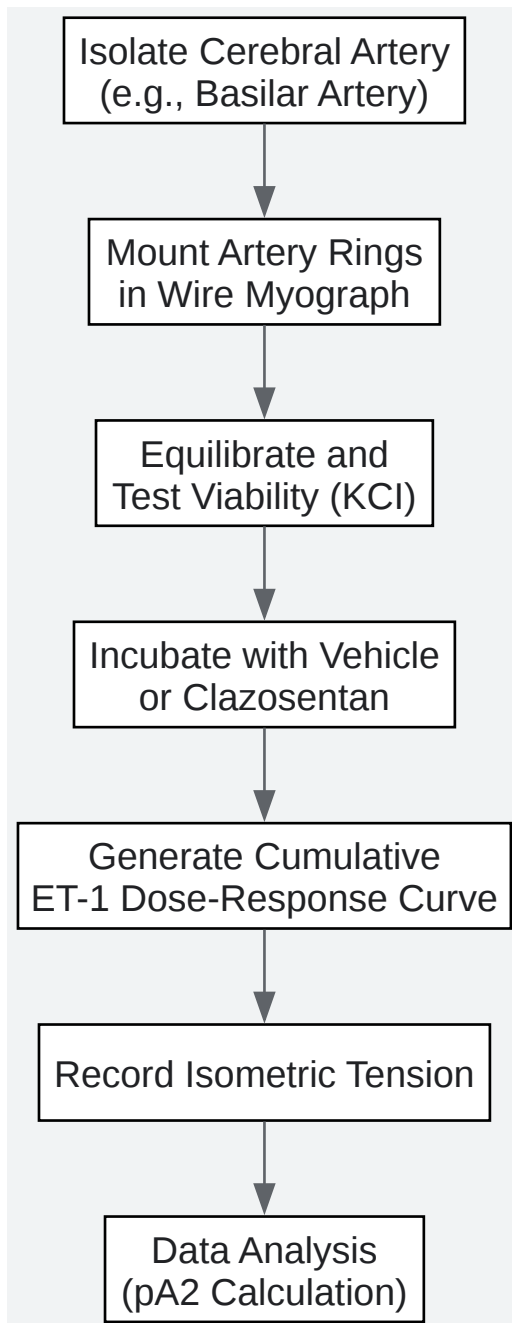 Isolate Cerebral Artery
(e.g., Basilar Artery)
Mount Artery Rings
in Wire Myograph
Equilibrate and
Test Viability (KCl)
Incubate with Vehicle
or Clazosentan
Generate Cumulative
ET-1 Dose-Response Curve
Record Isometric Tension
Data Analysis
(pA2 Calculation)